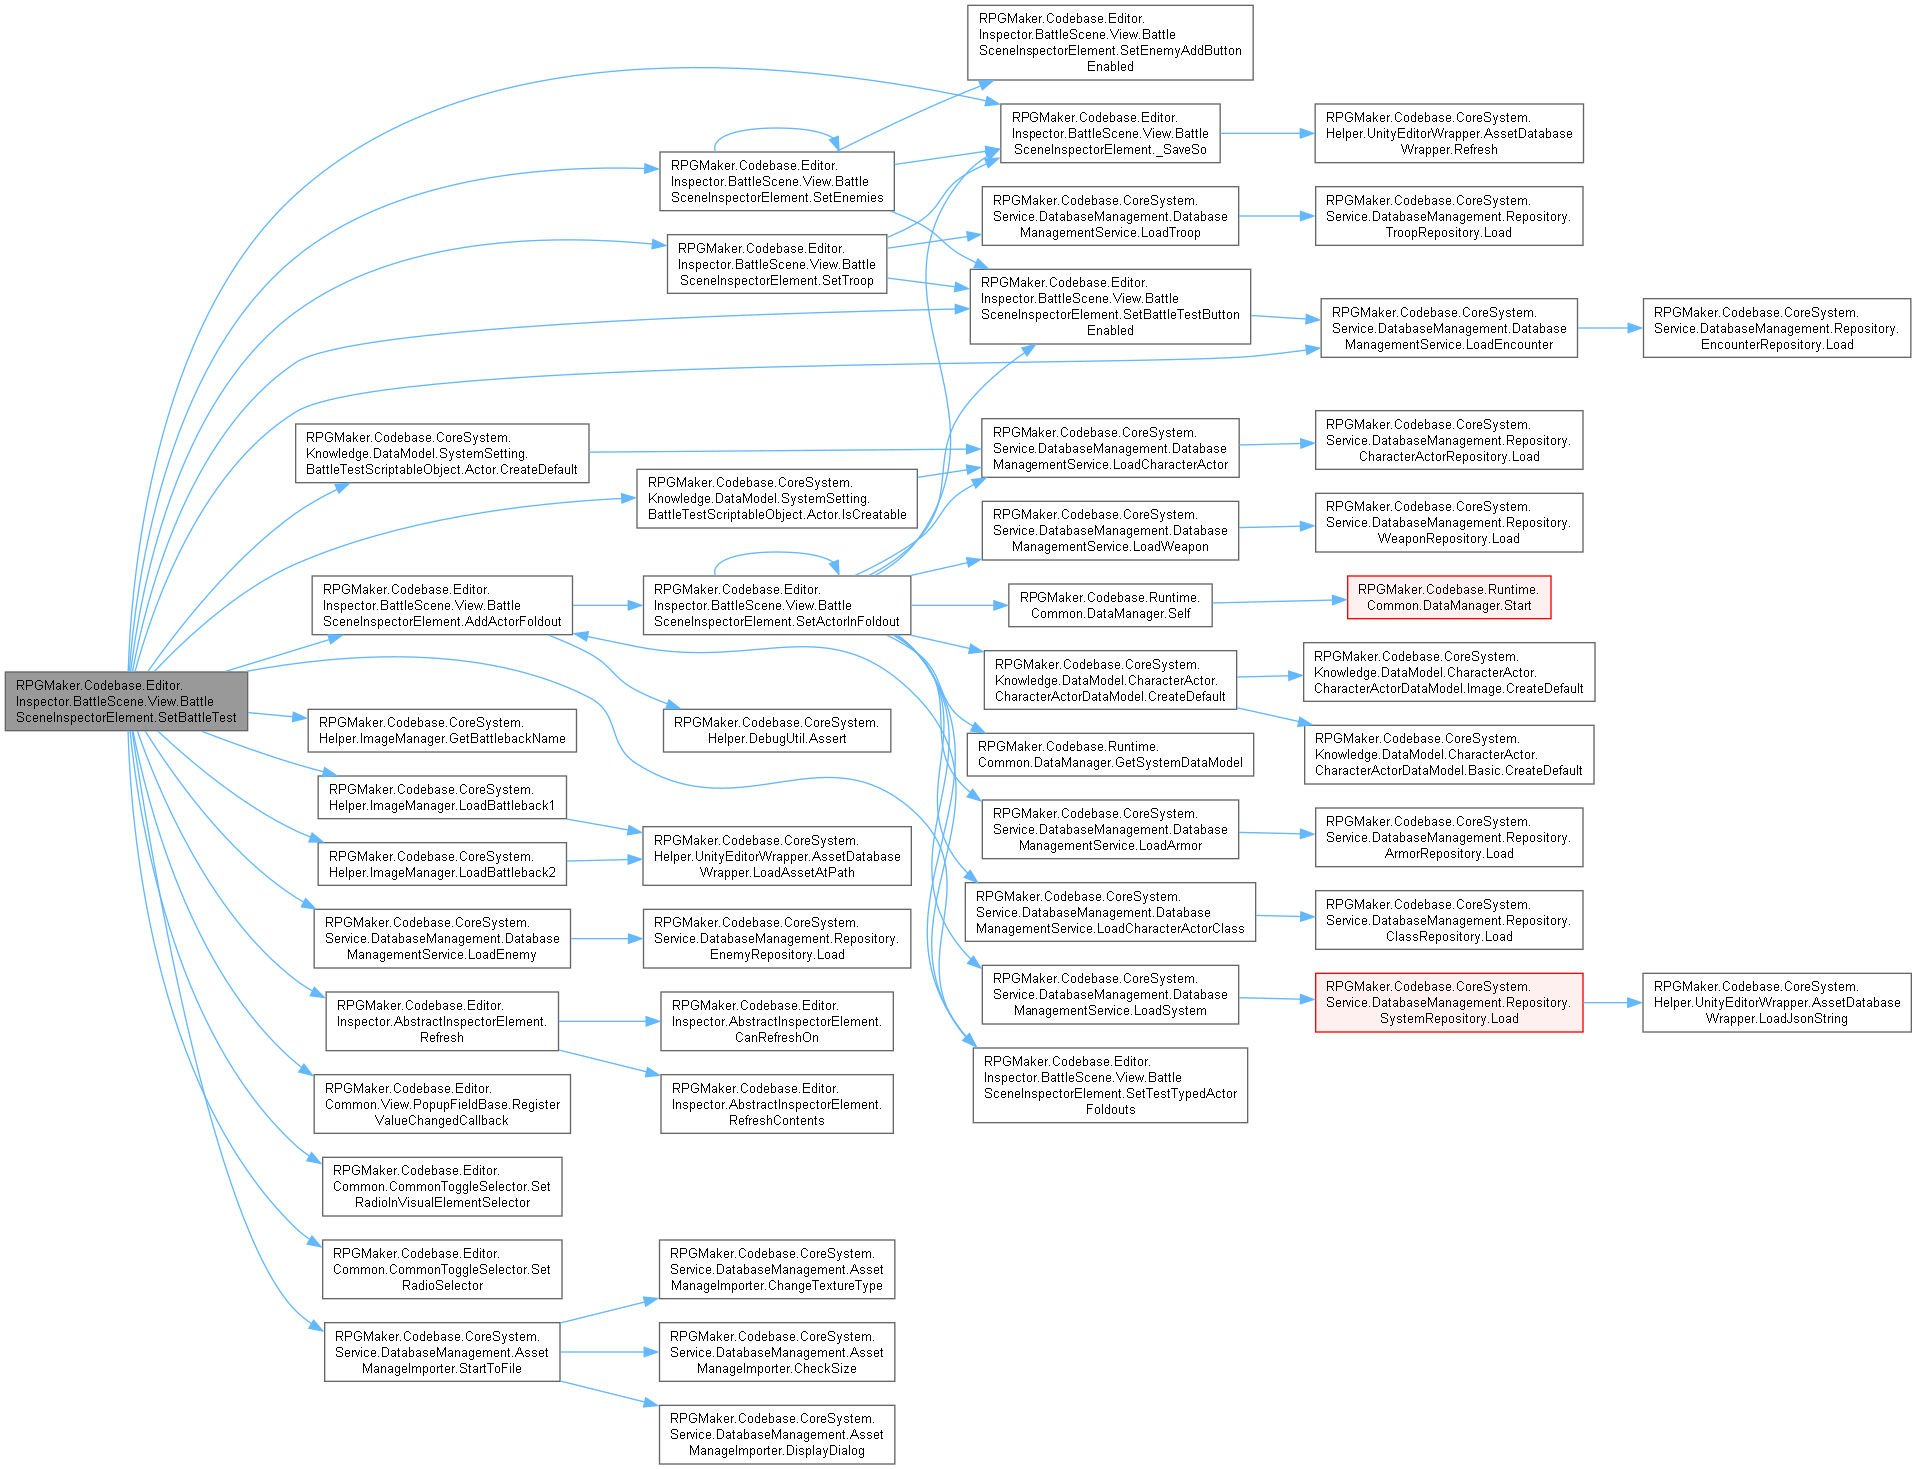 RPGMaker.Codebase.Editor.
Inspector.BattleScene.View.Battle
SceneInspectorElement.SetBattleTest
RPGMaker.Codebase.CoreSystem.
Knowledge.DataModel.SystemSetting.
BattleTestScriptableObject.Actor.CreateDefault
RPGMaker.Codebase.Editor.
Inspector.BattleScene.View.Battle
SceneInspectorElement.AddActorFoldout
RPGMaker.Codebase.CoreSystem.
Helper.ImageManager.GetBattlebackName
RPGMaker.Codebase.CoreSystem.
Helper.ImageManager.LoadBattleback1
RPGMaker.Codebase.CoreSystem.
Helper.ImageManager.LoadBattleback2
RPGMaker.Codebase.CoreSystem.
Service.DatabaseManagement.Database
ManagementService.LoadEnemy
RPGMaker.Codebase.Editor.
Inspector.AbstractInspectorElement.
Refresh
RPGMaker.Codebase.Editor.
Common.View.PopupFieldBase.Register
ValueChangedCallback
RPGMaker.Codebase.Editor.
Common.CommonToggleSelector.Set
RadioInVisualElementSelector
RPGMaker.Codebase.Editor.
Common.CommonToggleSelector.Set
RadioSelector
RPGMaker.Codebase.CoreSystem.
Service.DatabaseManagement.Asset
ManageImporter.StartToFile
RPGMaker.Codebase.Editor.
Inspector.BattleScene.View.Battle
SceneInspectorElement.SetEnemies
RPGMaker.Codebase.Editor.
Inspector.BattleScene.View.Battle
SceneInspectorElement.SetTroop
RPGMaker.Codebase.CoreSystem.
Knowledge.DataModel.SystemSetting.
BattleTestScriptableObject.Actor.IsCreatable
RPGMaker.Codebase.Editor.
Inspector.BattleScene.View.Battle
SceneInspectorElement.SetActorInFoldout
RPGMaker.Codebase.CoreSystem.
Helper.DebugUtil.Assert
RPGMaker.Codebase.CoreSystem.
Helper.UnityEditorWrapper.AssetDatabase
Wrapper.LoadAssetAtPath
RPGMaker.Codebase.CoreSystem.
Service.DatabaseManagement.Repository.
EnemyRepository.Load
RPGMaker.Codebase.Editor.
Inspector.AbstractInspectorElement.
CanRefreshOn
RPGMaker.Codebase.Editor.
Inspector.AbstractInspectorElement.
RefreshContents
RPGMaker.Codebase.CoreSystem.
Service.DatabaseManagement.Asset
ManageImporter.ChangeTextureType
RPGMaker.Codebase.CoreSystem.
Service.DatabaseManagement.Asset
ManageImporter.CheckSize
RPGMaker.Codebase.CoreSystem.
Service.DatabaseManagement.Asset
ManageImporter.DisplayDialog
RPGMaker.Codebase.Editor.
Inspector.BattleScene.View.Battle
SceneInspectorElement.SetEnemyAddButton
Enabled
RPGMaker.Codebase.Editor.
Inspector.BattleScene.View.Battle
SceneInspectorElement._SaveSo
RPGMaker.Codebase.CoreSystem.
Service.DatabaseManagement.Database
ManagementService.LoadTroop
RPGMaker.Codebase.Editor.
Inspector.BattleScene.View.Battle
SceneInspectorElement.SetBattleTestButton
Enabled
RPGMaker.Codebase.CoreSystem.
Service.DatabaseManagement.Database
ManagementService.LoadCharacterActor
RPGMaker.Codebase.CoreSystem.
Service.DatabaseManagement.Database
ManagementService.LoadWeapon
RPGMaker.Codebase.Runtime.
Common.DataManager.Self
RPGMaker.Codebase.CoreSystem.
Knowledge.DataModel.CharacterActor.
CharacterActorDataModel.CreateDefault
RPGMaker.Codebase.Runtime.
Common.DataManager.GetSystemDataModel
RPGMaker.Codebase.CoreSystem.
Service.DatabaseManagement.Database
ManagementService.LoadArmor
RPGMaker.Codebase.CoreSystem.
Service.DatabaseManagement.Database
ManagementService.LoadCharacterActorClass
RPGMaker.Codebase.CoreSystem.
Service.DatabaseManagement.Database
ManagementService.LoadSystem
RPGMaker.Codebase.Editor.
Inspector.BattleScene.View.Battle
SceneInspectorElement.SetTestTypedActor
Foldouts
RPGMaker.Codebase.CoreSystem.
Helper.UnityEditorWrapper.AssetDatabase
Wrapper.Refresh
RPGMaker.Codebase.CoreSystem.
Service.DatabaseManagement.Repository.
TroopRepository.Load
RPGMaker.Codebase.CoreSystem.
Service.DatabaseManagement.Database
ManagementService.LoadEncounter
RPGMaker.Codebase.CoreSystem.
Service.DatabaseManagement.Repository.
CharacterActorRepository.Load
RPGMaker.Codebase.CoreSystem.
Service.DatabaseManagement.Repository.
WeaponRepository.Load
RPGMaker.Codebase.Runtime.
Common.DataManager.Start
RPGMaker.Codebase.CoreSystem.
Knowledge.DataModel.CharacterActor.
CharacterActorDataModel.Image.CreateDefault
RPGMaker.Codebase.CoreSystem.
Knowledge.DataModel.CharacterActor.
CharacterActorDataModel.Basic.CreateDefault
RPGMaker.Codebase.CoreSystem.
Service.DatabaseManagement.Repository.
ArmorRepository.Load
RPGMaker.Codebase.CoreSystem.
Service.DatabaseManagement.Repository.
ClassRepository.Load
RPGMaker.Codebase.CoreSystem.
Service.DatabaseManagement.Repository.
SystemRepository.Load
RPGMaker.Codebase.CoreSystem.
Service.DatabaseManagement.Repository.
EncounterRepository.Load
RPGMaker.Codebase.CoreSystem.
Helper.UnityEditorWrapper.AssetDatabase
Wrapper.LoadJsonString